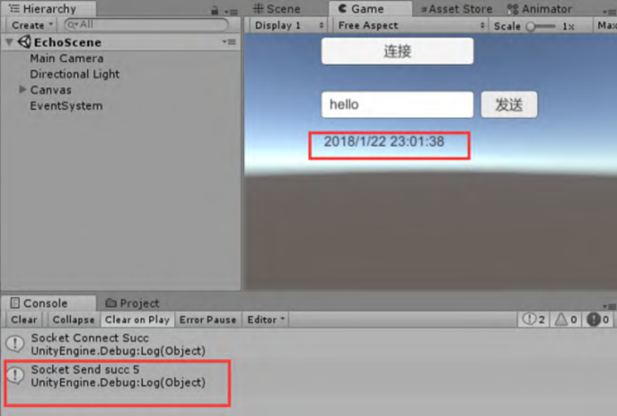 Hierarchy
Scene
Game
Asset Store
Animator
Create
All
Display 1
Free Aspect
Scale
1x
Max
EchoScene
Main Camera
Directional Light
Canvas
EventSystem
连接
hello
发送
2018/1/22 23:01:38
Console
Project
Clear
Collapse
Clear on Play
Error Pause
Editor
2
0
0
Socket Connect Succ
UnityEngine.Debug:Log(Object)
Socket Send succ 5
UnityEngine.Debug:Log(Object)